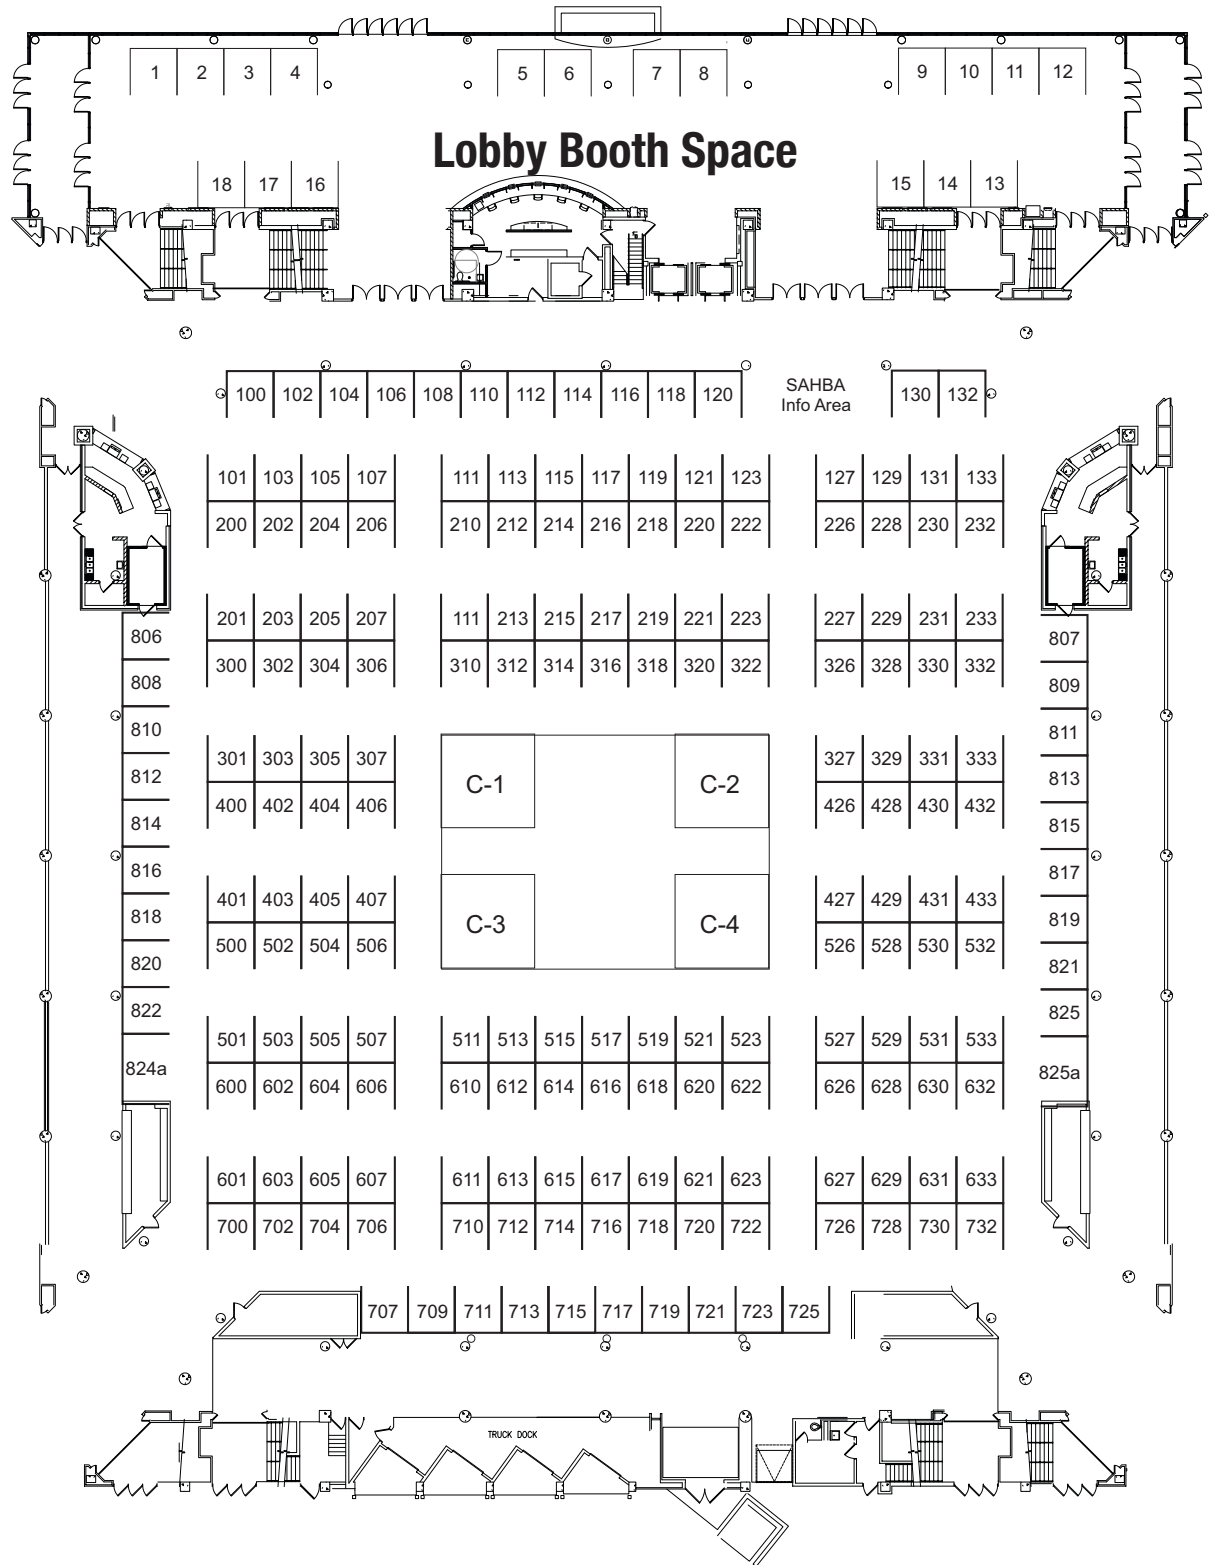 1 2 3 4 5 6 7 8 9 10 11 12
Lobby Booth Space
18 17 16 15 14 13
100 102 104 106 108 110 112 114 116 118 120 SAHBA 130 132
Info Area
101 103 105 107 111 113 115 117 119 121 123 127 129 131 133
200 202 204 206 210 212 214 216 218 220 222 226 228 230 232
201 203 205 207 111 213 215 217 219 221 223 227 229 231 233
806 807
300 302 304 306 310 312 314 316 318 320 322 326 328 330 332
808 809
810 811
301 303 305 307 327 329 331 333
812 C-1 C-2 813
400 402 404 406 426 428 430 432
814 815
816 817
401 403 405 407 427 429 431 433
818 C-3 C-4 819
500 502 504 506 526 528 530 532
820 821
822 825
501 503 505 507 511 513 515 517 519 521 523 527 529 531 533
824a 825a
600 602 604 606 610 612 614 616 618 620 622 626 628 630 632
601 603 605 607 611 613 615 617 619 621 623 627 629 631 633
700 702 704 706 710 712 714 716 718 720 722 726 728 730 732
707 709 711 713 715 717 719 721 723 725
TRUCK DOCK